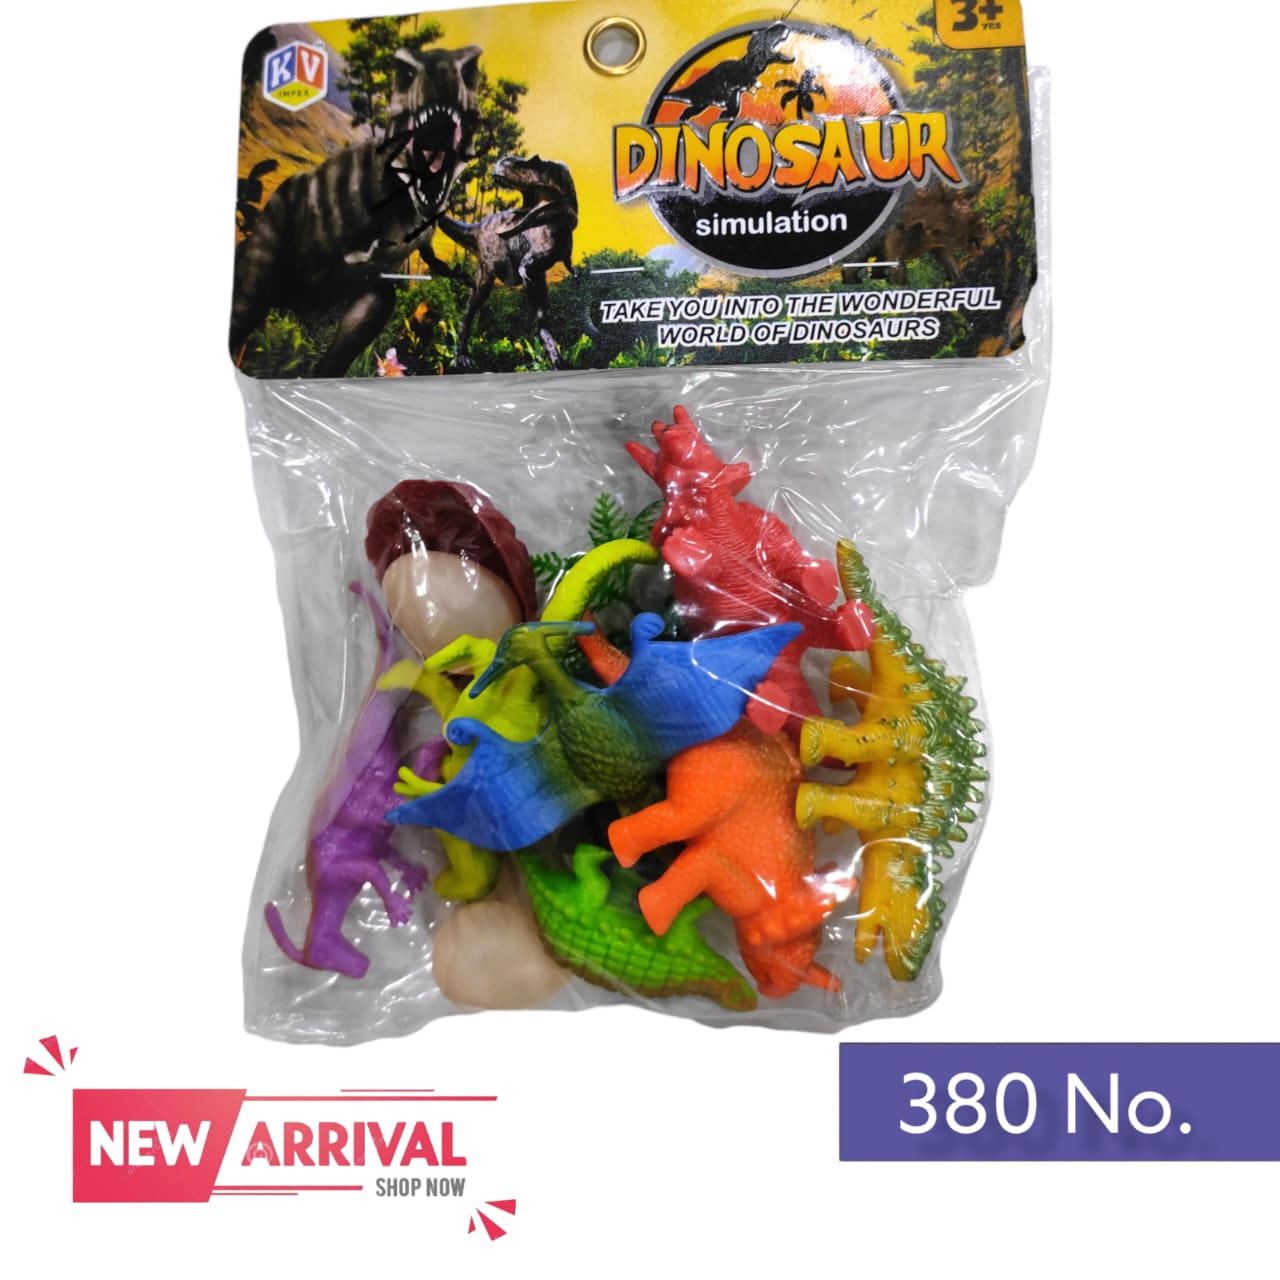 KV
IMPEX
3+
yrs
DINOSAUR
simulation
TAKE YOU INTO THE WONDERFUL
WORLD OF DINOSAURS
380 No.
NEW ARRIVAL
SHOP NOW